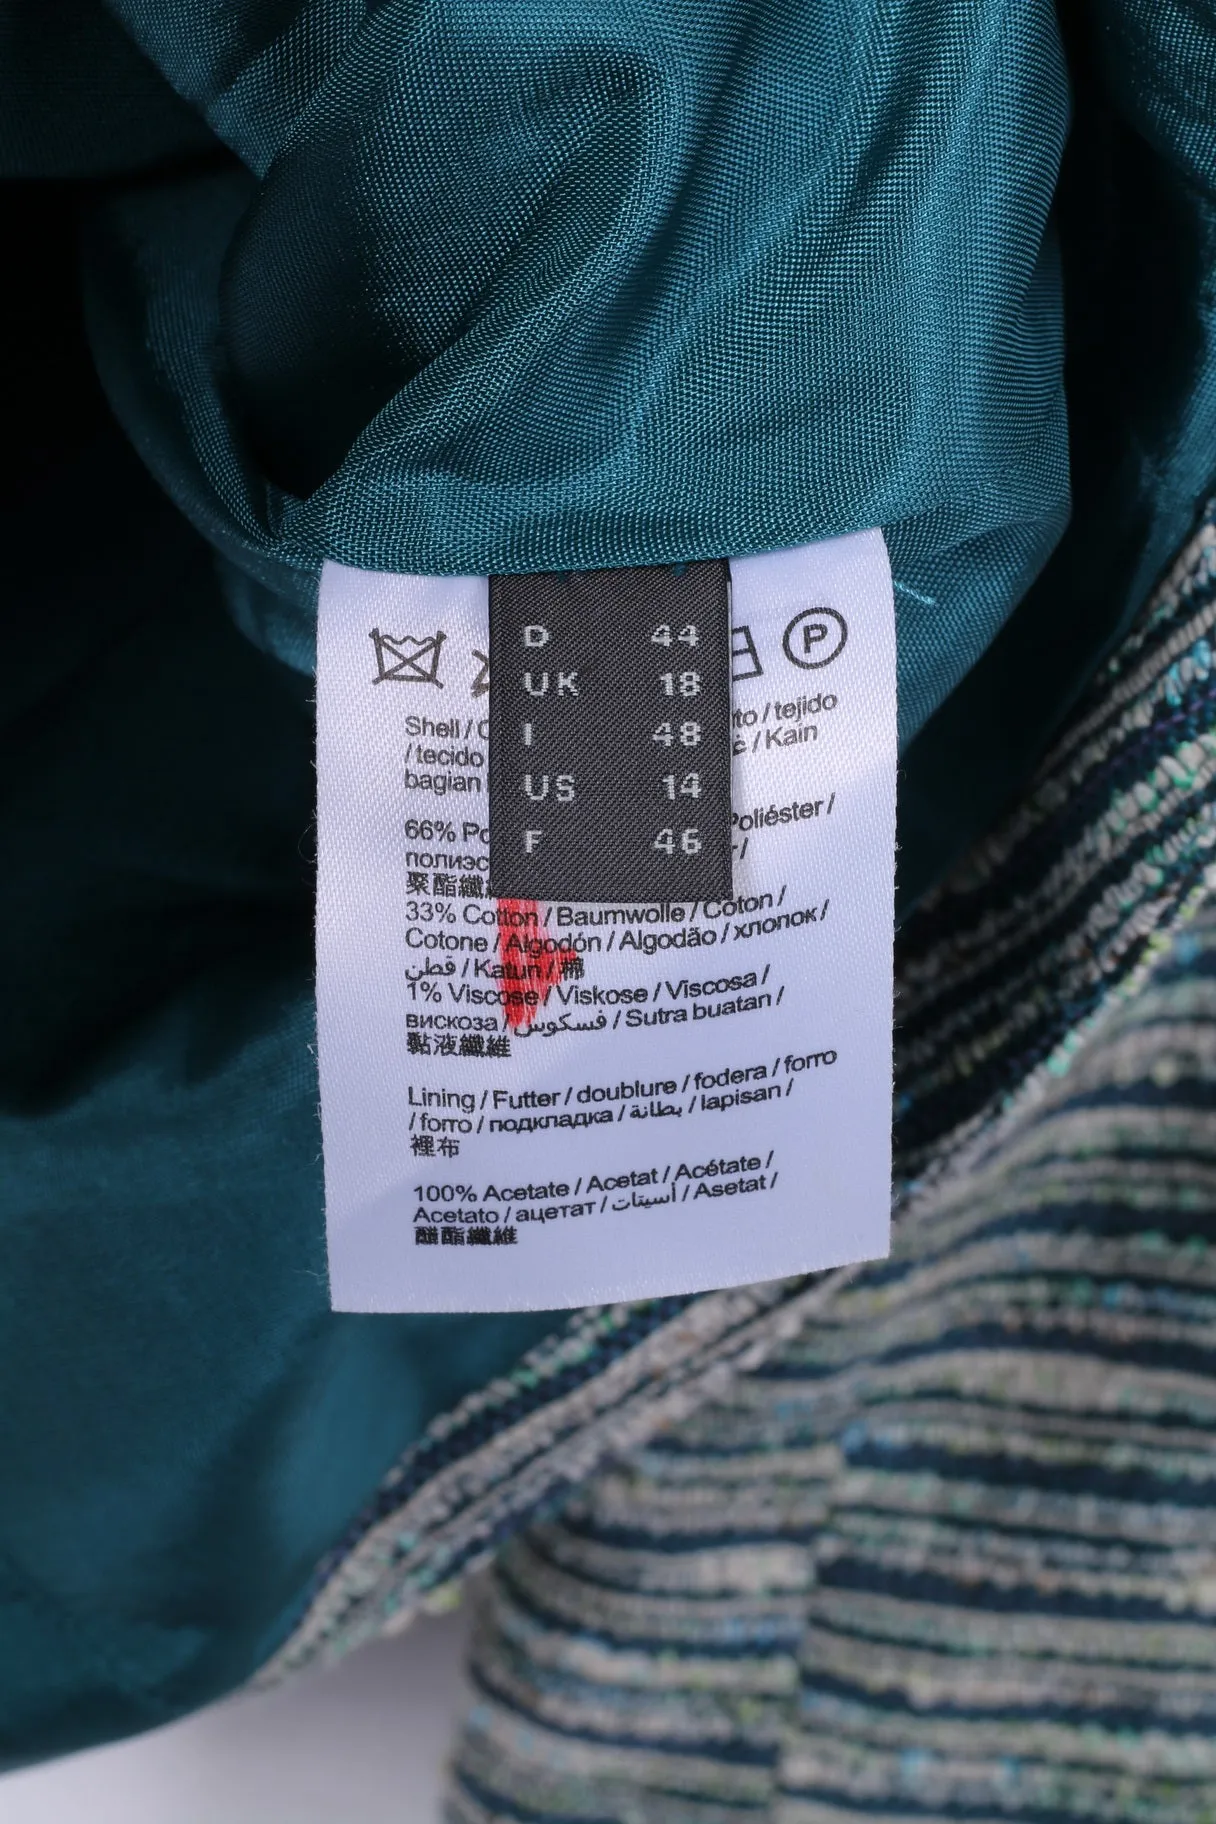 D 44
UK 18
I 48
US 14
F 46
P
Shell / to / tejido
/ tecido / Kain
bagian
66% Poliéster /
聚酯纖
33% Cotton / Baumwolle / Coton /
Cotone / Algodón / Algodão / хлопок /
قطن / Katun / 棉
1% Viscose / Viskose / Viscosa /
вискоза / فسكوس / Sutra buatan /
黏液纖維
Lining / Futter / doublure / fodera / forro
/ forro / подкладка / بطانة / lapisan /
裡布
100% Acetate / Acetat / Acétate /
Acetato / ацетат / أسيتات / Asetat /
醋酯纖維